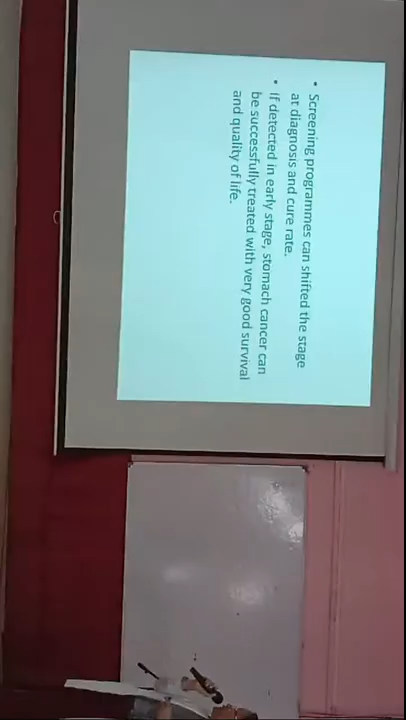 • Screening programmes can shifted the stage
at diagnosis and cure rate.
• If detected in early stage, stomach cancer can
be successfully treated with very good survival
and quality of life.